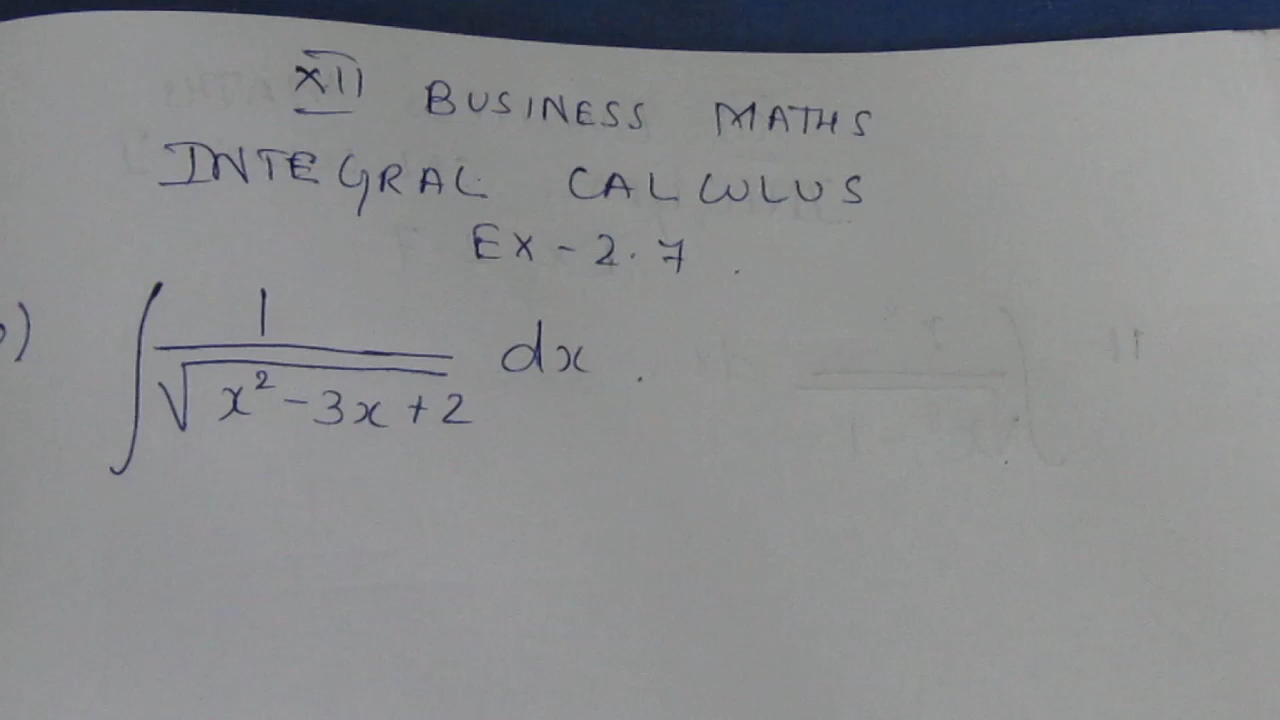 XII BUSINESS MATHS
INTEGRAL CALCULUS
Ex - 2.7.
) ∫ 1/√(x² - 3x + 2) dx.